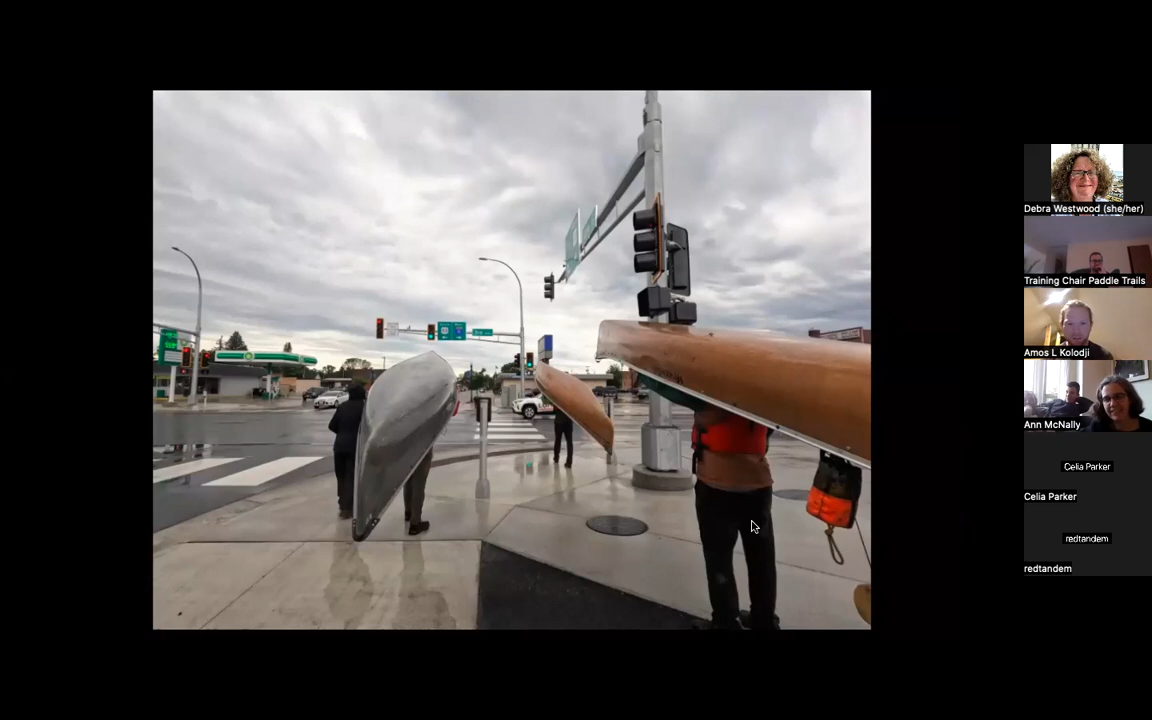 Debra Westwood (she/her)
Training Chair Paddle Trails
Amos L Kolodji
Ann McNally
Celia Parker
Celia Parker
redtandem
redtandem